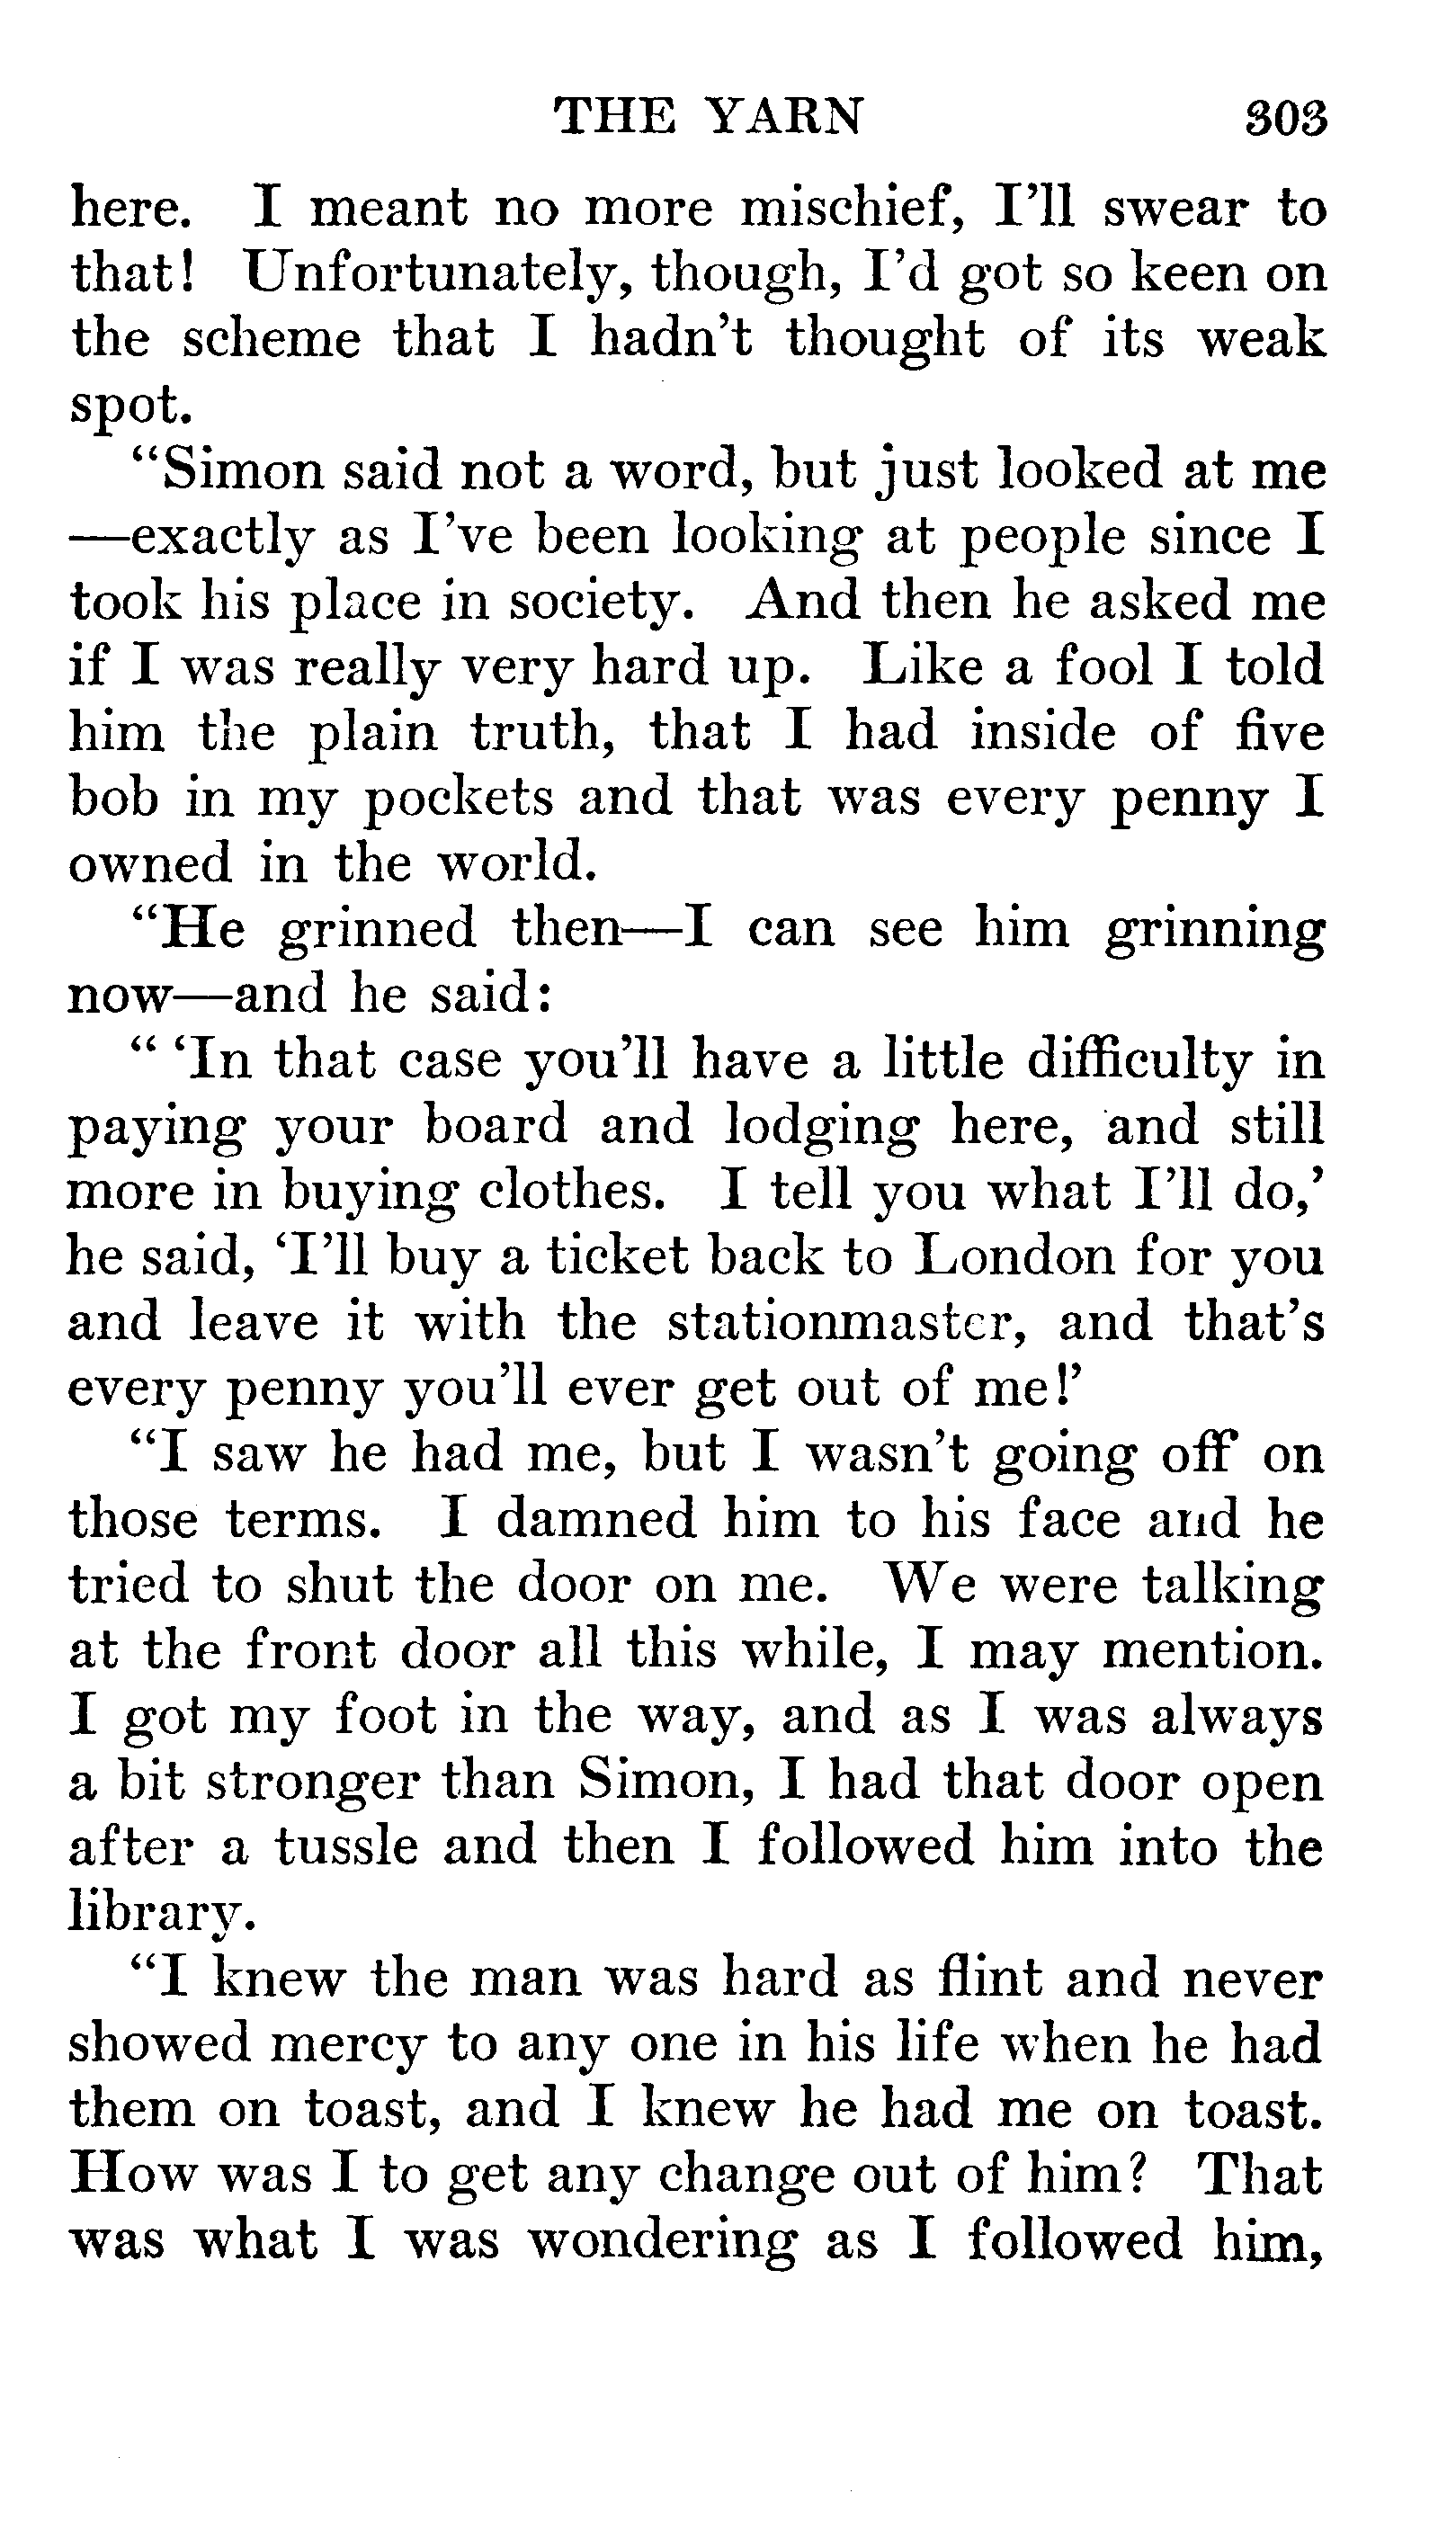 THE YARN 303
here. I meant no more mischief, I'll swear to
that! Unfortunately, though, I'd got so keen on
the scheme that I hadn't thought of its weak
spot.
"Simon said not a word, but just looked at me
—exactly as I've been looking at people since I
took his place in society. And then he asked me
if I was really very hard up. Like a fool I told
him the plain truth, that I had inside of five
bob in my pockets and that was every penny I
owned in the world.
"He grinned then—I can see him grinning
now—and he said:
" 'In that case you'll have a little difficulty in
paying your board and lodging here, and still
more in buying clothes. I tell you what I'll do,'
he said, 'I'll buy a ticket back to London for you
and leave it with the stationmaster, and that's
every penny you'll ever get out of me!'
"I saw he had me, but I wasn't going off on
those terms. I damned him to his face and he
tried to shut the door on me. We were talking
at the front door all this while, I may mention.
I got my foot in the way, and as I was always
a bit stronger than Simon, I had that door open
after a tussle and then I followed him into the
library.
"I knew the man was hard as flint and never
showed mercy to any one in his life when he had
them on toast, and I knew he had me on toast.
How was I to get any change out of him? That
was what I was wondering as I followed him,